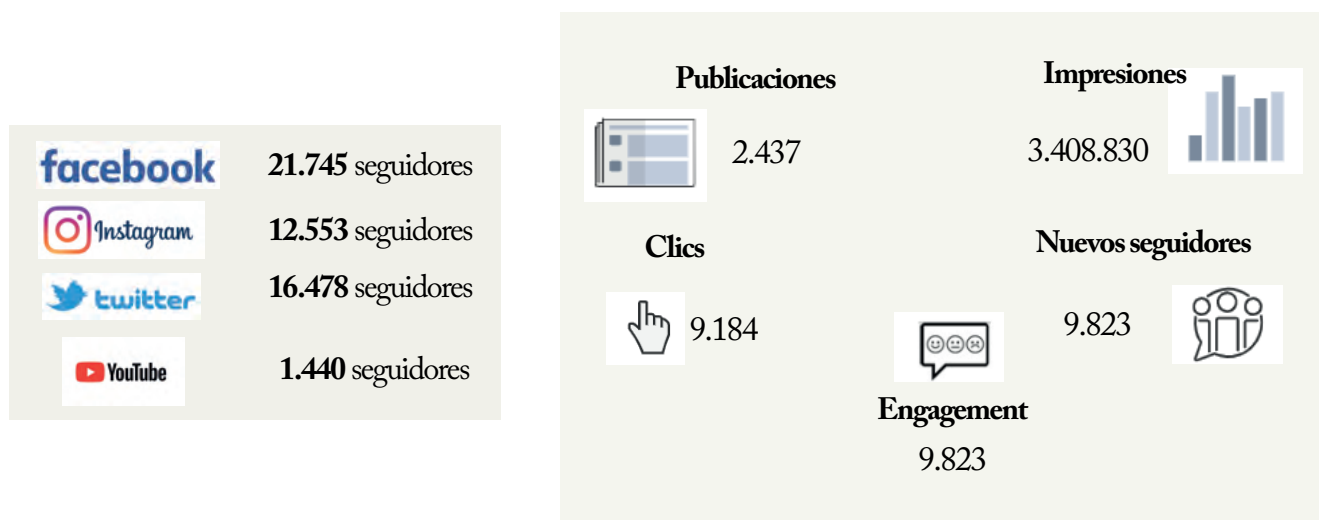 facebook 21.745 seguidores
Instagram 12.553 seguidores
twitter 16.478 seguidores
YouTube 1.440 seguidores
Publicaciones
2.437
Impresiones
3.408.830
Clics
9.184
Nuevos seguidores
9.823
Engagement
9.823